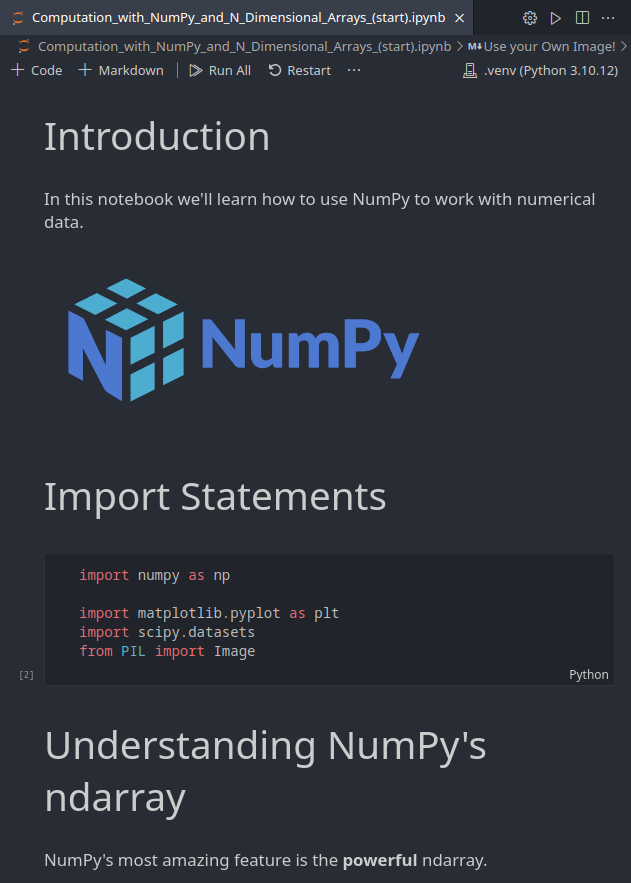 Computation_with_NumPy_and_N_Dimensional_Arrays_(start).ipynb
Computation_with_NumPy_and_N_Dimensional_Arrays_(start).ipynb > M↓Use your Own Image! >
+ Code + Markdown | Run All Restart ··· .venv (Python 3.10.12)
Introduction
In this notebook we'll learn how to use NumPy to work with numerical
data.
NumPy
Import Statements
import numpy as np
import matplotlib.pyplot as plt
import scipy.datasets
from PIL import Image
[2] Python
Understanding NumPy's
ndarray
NumPy's most amazing feature is the powerful ndarray.